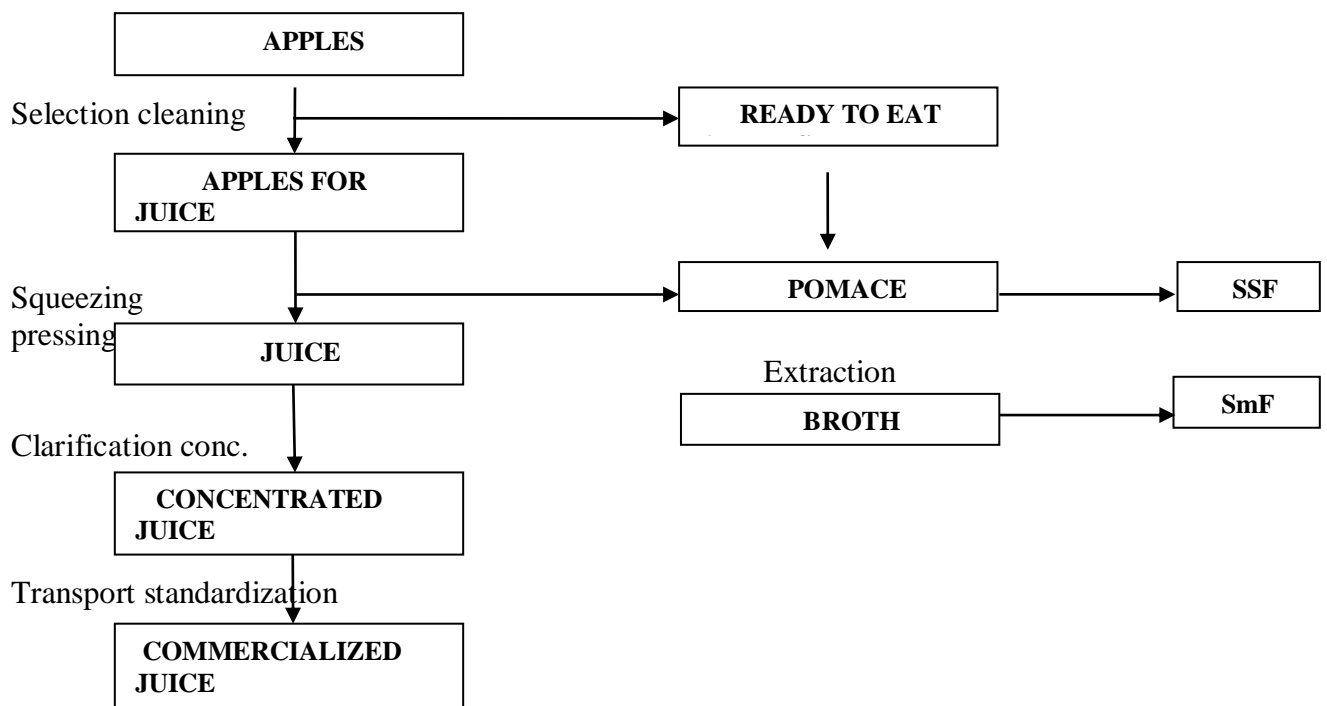 APPLES
Selection cleaning
READY TO EAT
APPLES FOR
JUICE
Squeezing
pressing
POMACE
SSF
JUICE
Extraction
BROTH
SmF
Clarification conc.
CONCENTRATED
JUICE
Transport standardization
COMMERCIALIZED
JUICE